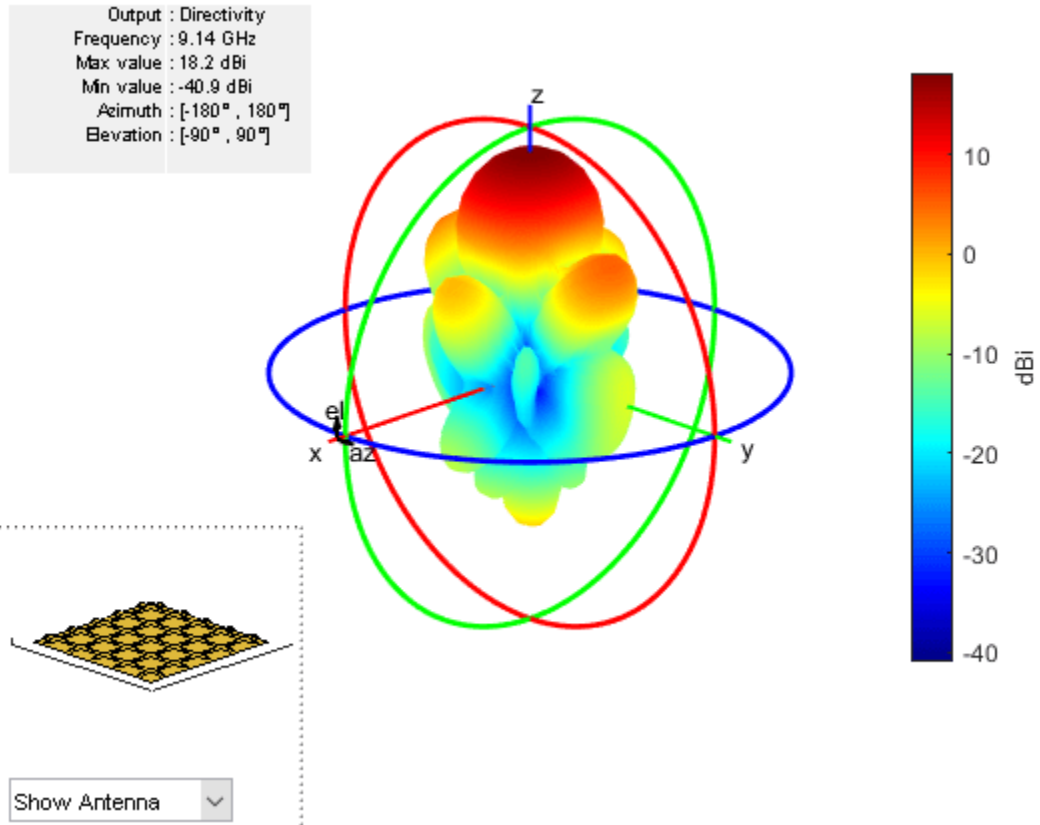 Output : Directivity
Frequency : 9.14 GHz
Max value : 18.2 dBi
Min value : -40.9 dBi
Azimuth : [-180° , 180°]
Elevation : [-90° , 90°]
z
10
0
-10
dBi
-20
-30
-40
el
x
az
y
Show Antenna